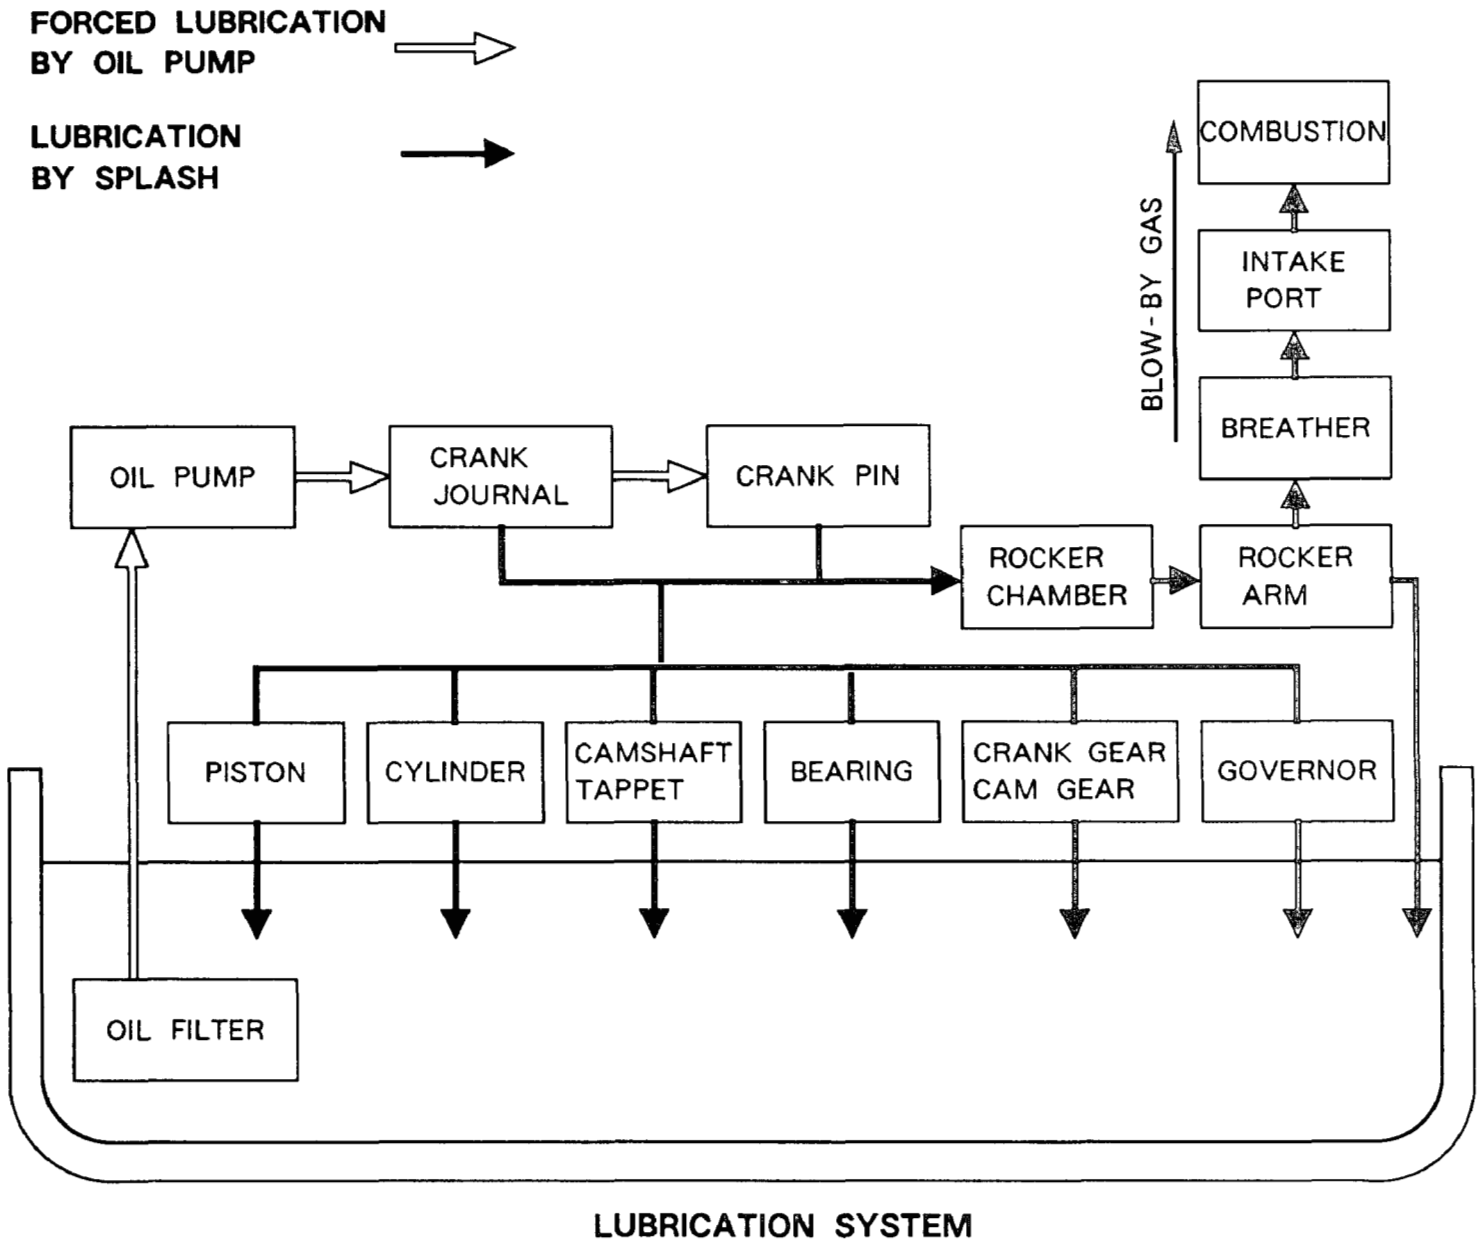 FORCED LUBRICATION
BY OIL PUMP
LUBRICATION
BY SPLASH
COMBUSTION
BLOW-BY GAS
INTAKE
PORT
BREATHER
OIL PUMP
CRANK
JOURNAL
CRANK PIN
ROCKER
CHAMBER
ROCKER
ARM
PISTON
CYLINDER
CAMSHAFT
TAPPET
BEARING
CRANK GEAR
CAM GEAR
GOVERNOR
OIL FILTER
LUBRICATION SYSTEM